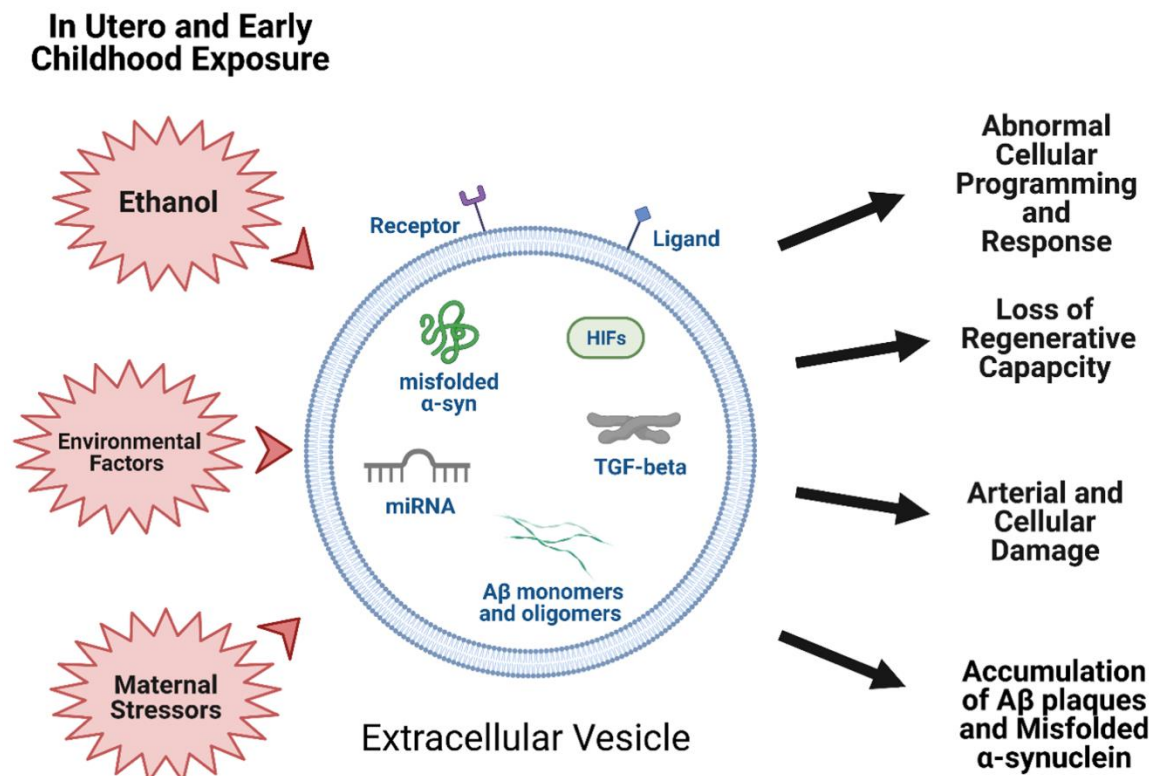 In Utero and Early
Childhood Exposure
Ethanol
Environmental
Factors
Maternal
Stressors
Receptor
Ligand
misfolded
α-syn
HIFs
miRNA
TGF-beta
Aβ monomers
and oligomers
Extracellular Vesicle
Abnormal
Cellular
Programming
and
Response
Loss of
Regenerative
Capapcity
Arterial and
Cellular
Damage
Accumulation
of Aβ plaques
and Misfolded
α-synuclein